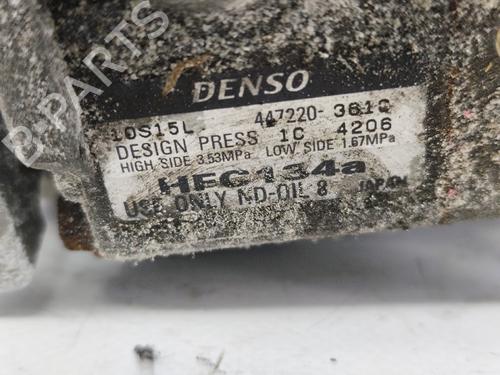 B-PARTS
DENSO
10S15L 447220-3610
DESIGN PRESS 1C 4206
HIGH SIDE 3.53MPa LOW SIDE 1.67MPa
HFC134a
USE ONLY ND-OIL 8 JAPAN